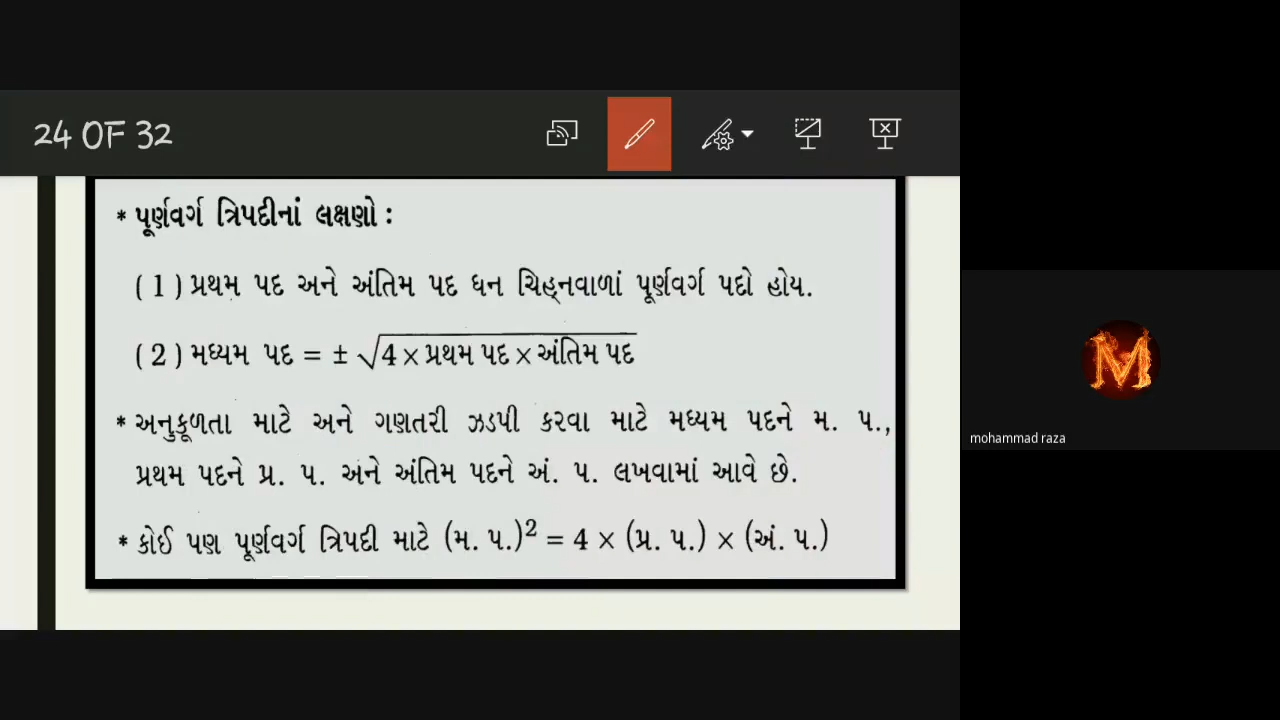 24 OF 32
* પૂર્ણવર્ગ ત્રિપદીનાં લક્ષણો :
( 1 ) પ્રથમ પદ અને અંતિમ પદ ધન ચિહ્નવાળાં પૂર્ણવર્ગ પદો હોય.
( 2 ) મધ્યમ પદ = ± √4 × પ્રથમ પદ × અંતિમ પદ
* અનુકૂળતા માટે અને ગણતરી ઝડપી કરવા માટે મધ્યમ પદને મ. પ.,
પ્રથમ પદને પ્ર. પ. અને અંતિમ પદને અં. પ. લખવામાં આવે છે.
* કોઈ પણ પૂર્ણવર્ગ ત્રિપદી માટે (મ. પ.)² = 4 × (પ્ર. પ.) × (અં. પ.)
M
mohammad raza